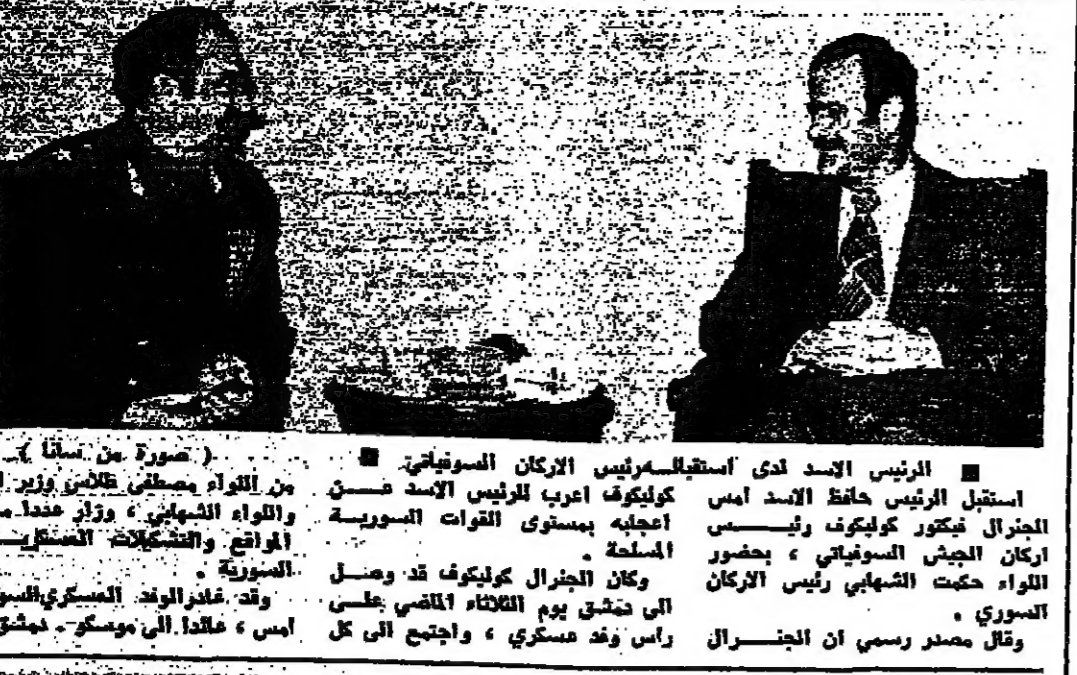 ■ الرئيس الاسد لدى استقباله رئيس الاركان السوفياتي ■
( صورة من سانا )
استقبل الرئيس حافظ الاسد امس
الجنرال فيكتور كوليكوف رئيس
اركان الجيش السوفياتي ، بحضور
اللواء حكمت الشهابي رئيس الاركان
السوري .
وقال مصدر رسمي ان الجنرال
كوليكوف اعرب للرئيس الاسد عن
اعجابه بمستوى القوات السورية
المسلحة .
وكان الجنرال كوليكوف قد وصل
الى دمشق يوم الثلاثاء الماضي على
راس وفد عسكري ، واجتمع الى كل
من اللواء مصطفى طلاس وزير
واللواء الشهابي ، وزار عددا
المواقع والتشكيلات العسكرية
السورية .
وقد غادر الوفد العسكري السو
امس ، عائدا الى موسكو . دمشق